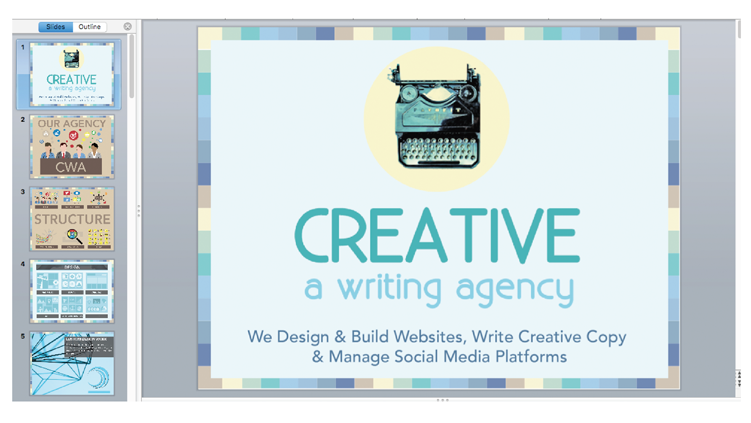 Slides Outline
1
CREATIVE
a writing agency
2
OUR AGENCY
CWA
3
STRUCTURE
4
5
CREATIVE
a writing agency
We Design & Build Websites, Write Creative Copy
& Manage Social Media Platforms